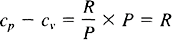 c_p − c_v = R/P × P = R